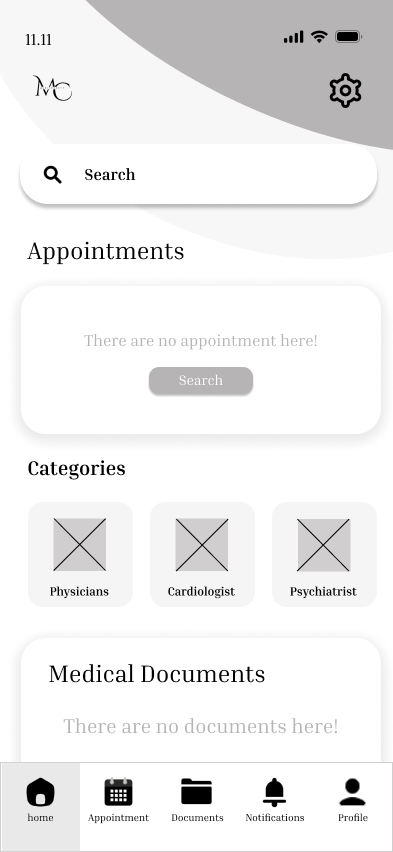 11.11
MC
Search
Appointments
There are no appointment here!
Search
Categories
Physicians
Cardiologist
Psychiatrist
Medical Documents
There are no documents here!
home
Appointment
Documents
Notifications
Profile